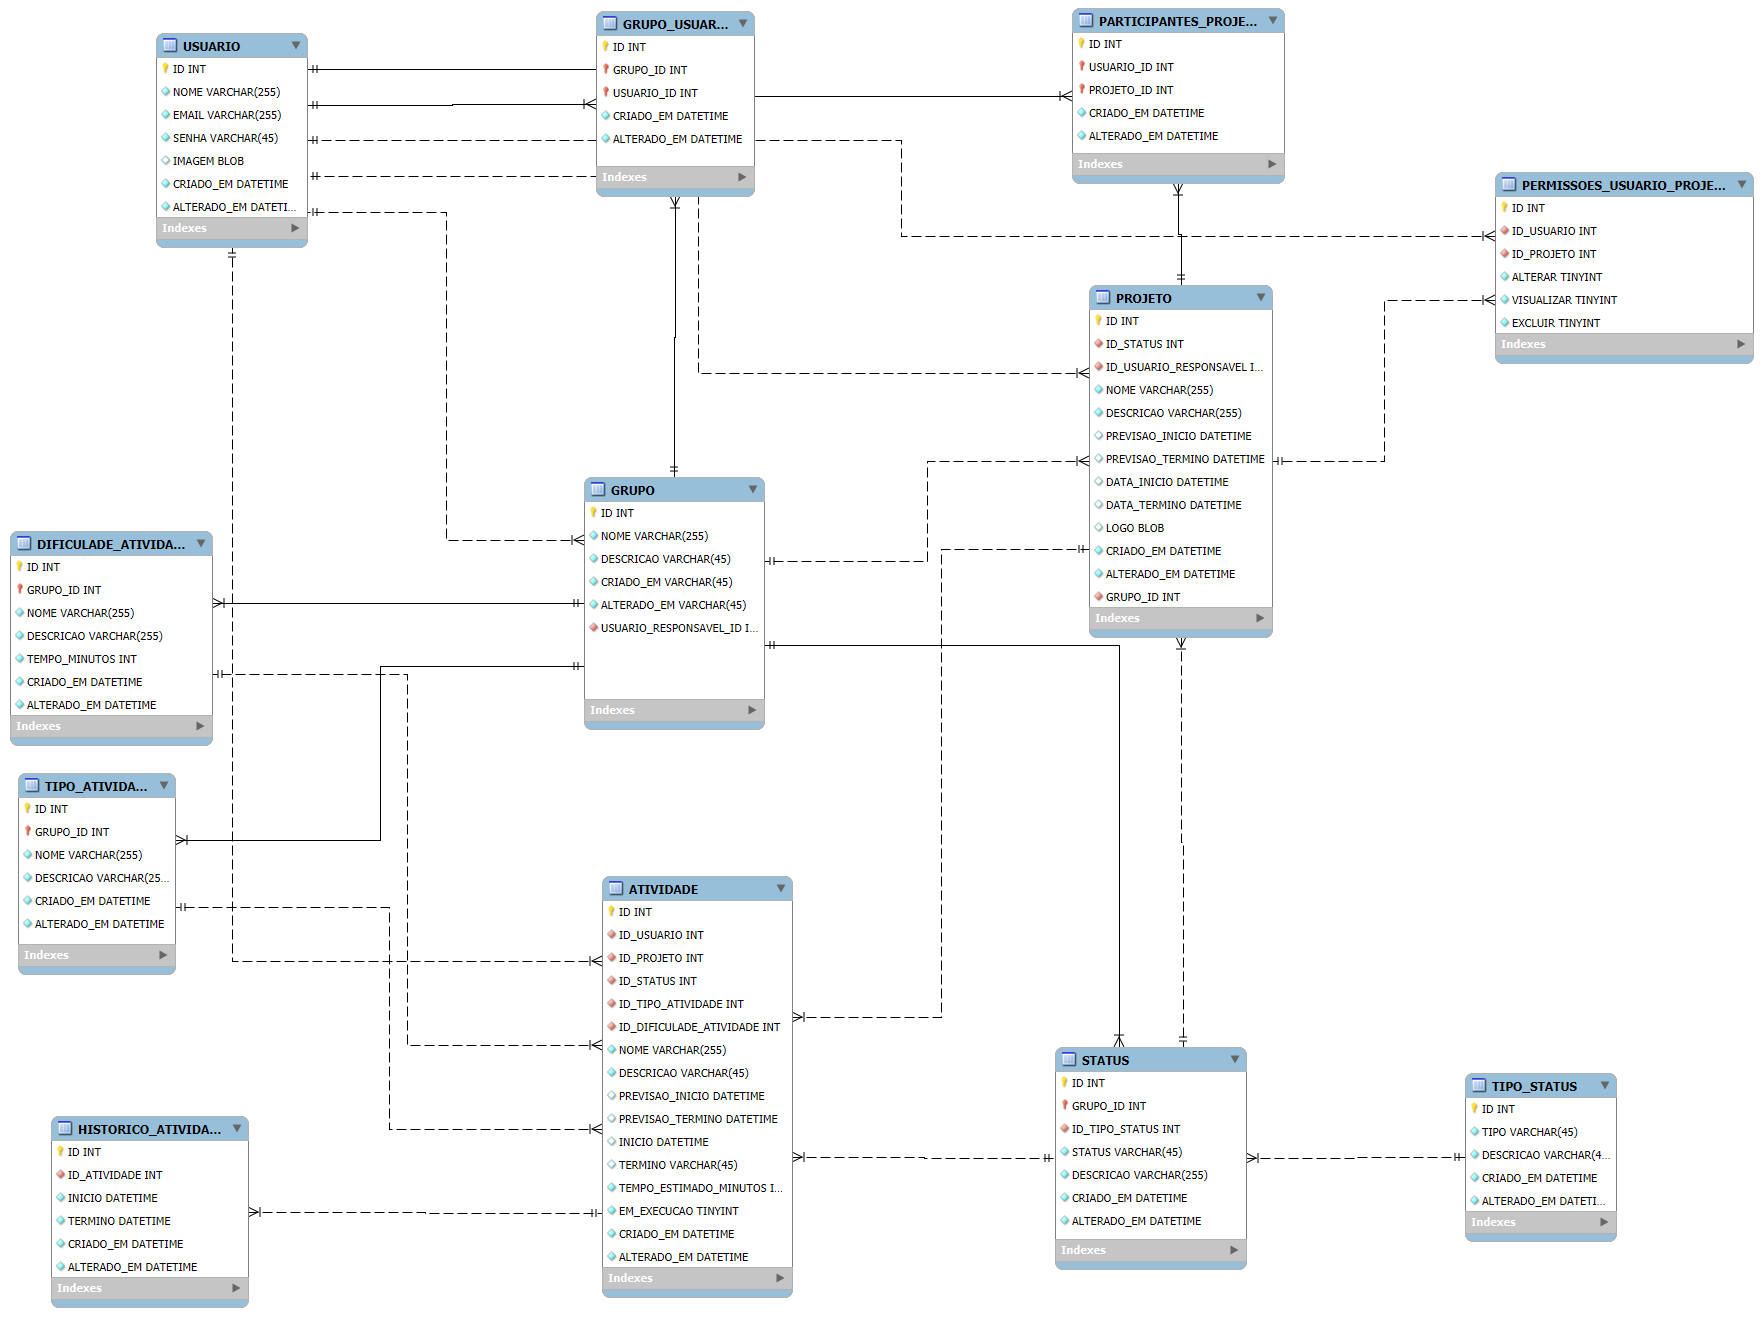 USUARIO
ID INT
NOME VARCHAR(255)
EMAIL VARCHAR(255)
SENHA VARCHAR(45)
IMAGEM BLOB
CRIADO_EM DATETIME
ALTERADO_EM DATETI...
Indexes
GRUPO_USUAR...
ID INT
GRUPO_ID INT
USUARIO_ID INT
CRIADO_EM DATETIME
ALTERADO_EM DATETIME
Indexes
PARTICIPANTES_PROJE...
ID INT
USUARIO_ID INT
PROJETO_ID INT
CRIADO_EM DATETIME
ALTERADO_EM DATETIME
Indexes
PERMISSOES_USUARIO_PROJE...
ID INT
ID_USUARIO INT
ID_PROJETO INT
ALTERAR TINYINT
VISUALIZAR TINYINT
EXCLUIR TINYINT
Indexes
PROJETO
ID INT
ID_STATUS INT
ID_USUARIO_RESPONSAVEL I...
NOME VARCHAR(255)
DESCRICAO VARCHAR(255)
PREVISAO_INICIO DATETIME
PREVISAO_TERMINO DATETIME
DATA_INICIO DATETIME
DATA_TERMINO DATETIME
LOGO BLOB
CRIADO_EM DATETIME
ALTERADO_EM DATETIME
GRUPO_ID INT
Indexes
GRUPO
ID INT
NOME VARCHAR(255)
DESCRICAO VARCHAR(45)
CRIADO_EM VARCHAR(45)
ALTERADO_EM VARCHAR(45)
USUARIO_RESPONSAVEL_ID I...
Indexes
DIFICULADE_ATIVIDA...
ID INT
GRUPO_ID INT
NOME VARCHAR(255)
DESCRICAO VARCHAR(255)
TEMPO_MINUTOS INT
CRIADO_EM DATETIME
ALTERADO_EM DATETIME
Indexes
TIPO_ATIVIDA...
ID INT
GRUPO_ID INT
NOME VARCHAR(255)
DESCRICAO VARCHAR(25...
CRIADO_EM DATETIME
ALTERADO_EM DATETIME
Indexes
ATIVIDADE
ID INT
ID_USUARIO INT
ID_PROJETO INT
ID_STATUS INT
ID_TIPO_ATIVIDADE INT
ID_DIFICULADE_ATIVIDADE INT
NOME VARCHAR(255)
DESCRICAO VARCHAR(45)
PREVISAO_INICIO DATETIME
PREVISAO_TERMINO DATETIME
INICIO DATETIME
TERMINO VARCHAR(45)
TEMPO_ESTIMADO_MINUTOS I...
EM_EXECUCAO TINYINT
CRIADO_EM DATETIME
ALTERADO_EM DATETIME
Indexes
STATUS
ID INT
GRUPO_ID INT
ID_TIPO_STATUS INT
STATUS VARCHAR(45)
DESCRICAO VARCHAR(255)
CRIADO_EM DATETIME
ALTERADO_EM DATETIME
Indexes
TIPO_STATUS
ID INT
TIPO VARCHAR(45)
DESCRICAO VARCHAR(4...
CRIADO_EM DATETIME
ALTERADO_EM DATETI...
Indexes
HISTORICO_ATIVIDA...
ID INT
ID_ATIVIDADE INT
INICIO DATETIME
TERMINO DATETIME
CRIADO_EM DATETIME
ALTERADO_EM DATETIME
Indexes